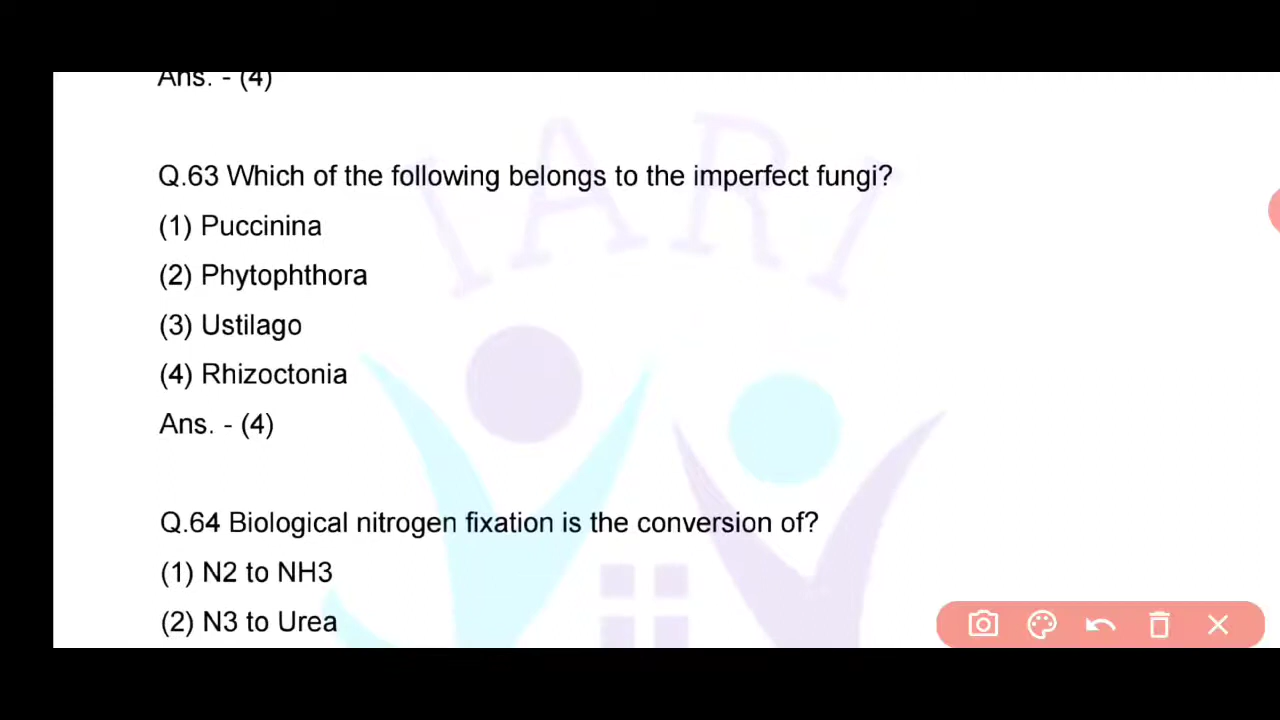 Ans. - (4)
IARI
Q.63 Which of the following belongs to the imperfect fungi?
(1) Puccinina
(2) Phytophthora
(3) Ustilago
(4) Rhizoctonia
Ans. - (4)
Q.64 Biological nitrogen fixation is the conversion of?
(1) N2 to NH3
(2) N3 to Urea